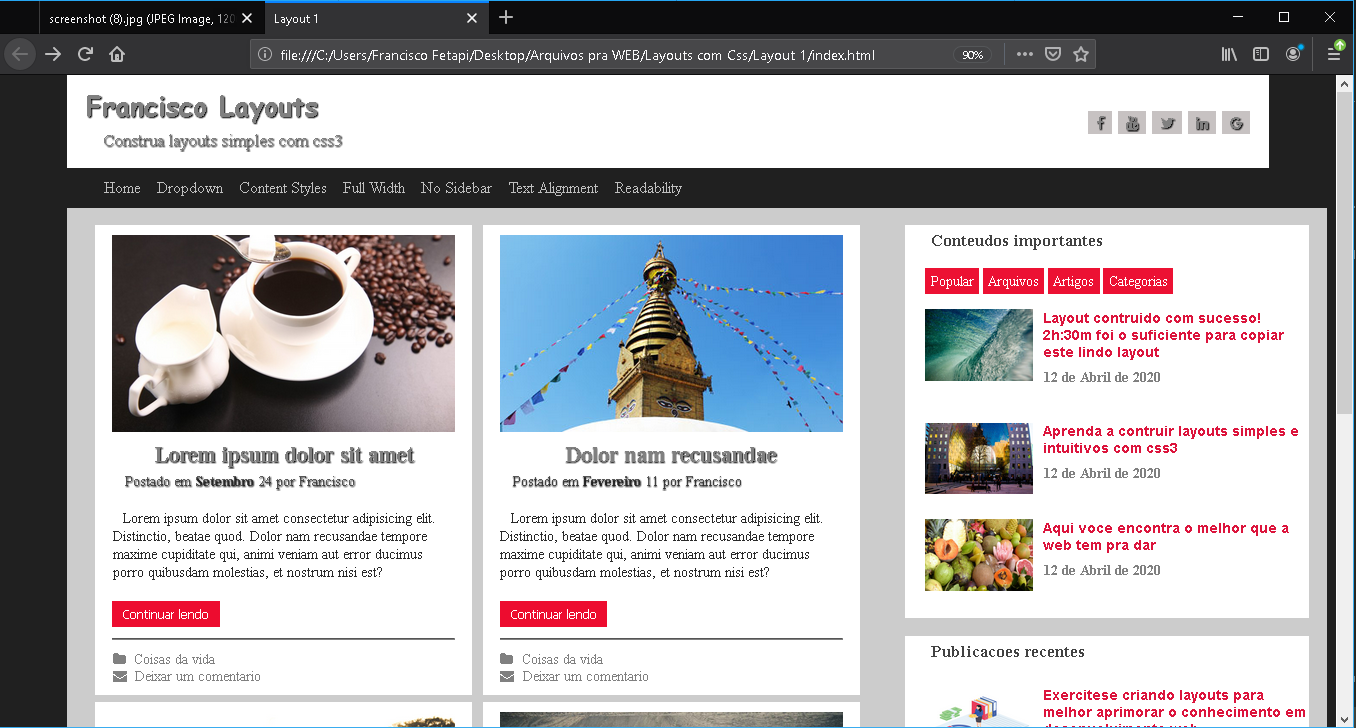 screenshot (8).jpg (JPEG Image, 120
Layout 1
file:///C:/Users/Francisco Fetapi/Desktop/Arquivos pra WEB/Layouts com Css/Layout 1/index.html
90%
Francisco Layouts
Construa layouts simples com css3
Home Dropdown Content Styles Full Width No Sidebar Text Alignment Readability
Lorem ipsum dolor sit amet
Postado em Setembro 24 por Francisco
Lorem ipsum dolor sit amet consectetur adipisicing elit.
Distinctio, beatae quod. Dolor nam recusandae tempore
maxime cupiditate qui, animi veniam aut error ducimus
porro quibusdam molestias, et nostrum nisi est?
Continuar lendo
Coisas da vida
Deixar um comentario
Dolor nam recusandae
Postado em Fevereiro 11 por Francisco
Lorem ipsum dolor sit amet consectetur adipisicing elit.
Distinctio, beatae quod. Dolor nam recusandae tempore
maxime cupiditate qui, animi veniam aut error ducimus
porro quibusdam molestias, et nostrum nisi est?
Continuar lendo
Coisas da vida
Deixar um comentario
Conteudos importantes
Popular Arquivos Artigos Categorias
Layout contruido com sucesso!
2h:30m foi o suficiente para copiar
este lindo layout
12 de Abril de 2020
Aprenda a contruir layouts simples e
intuitivos com css3
12 de Abril de 2020
Aqui voce encontra o melhor que a
web tem pra dar
12 de Abril de 2020
Publicacoes recentes
Exercitese criando layouts para
melhor aprimorar o conhecimento em
desenvolvimento web